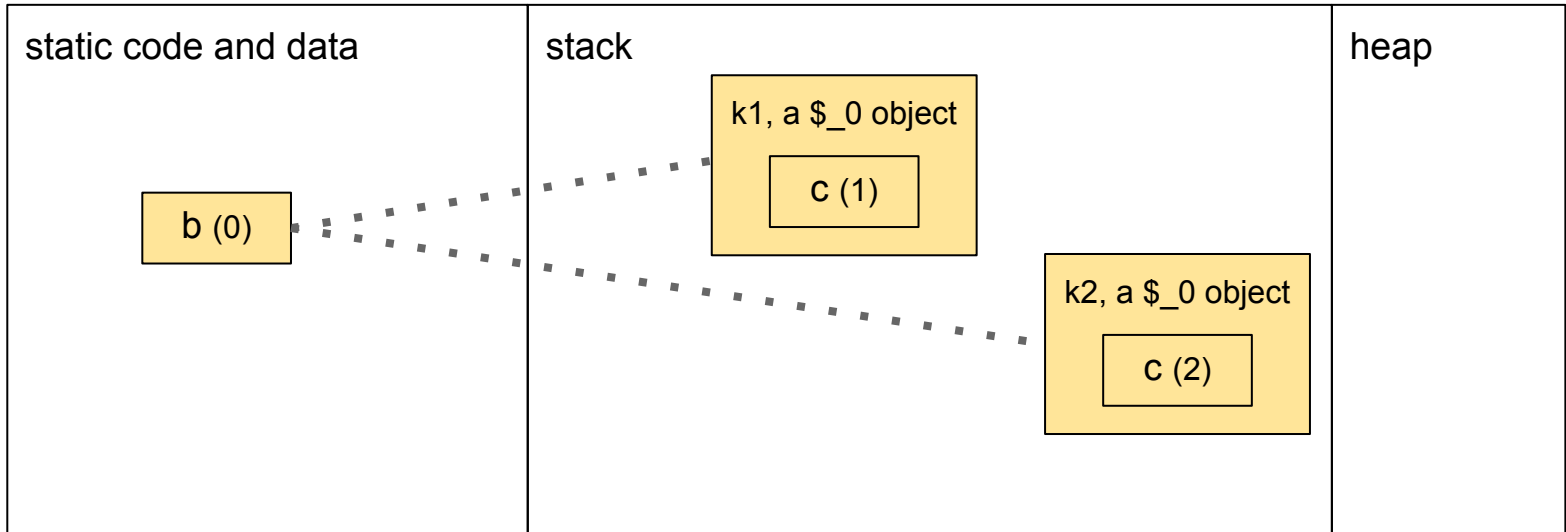 static code and data
stack
heap
k1, a $_0 object
c (1)
b (0)
k2, a $_0 object
c (2)